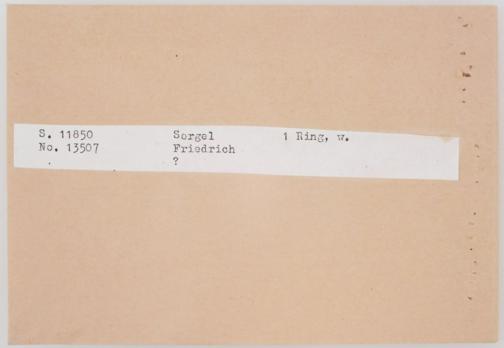 S. 11850 Sorgel 1 Ring, w.
No. 13507 Friedrich
?